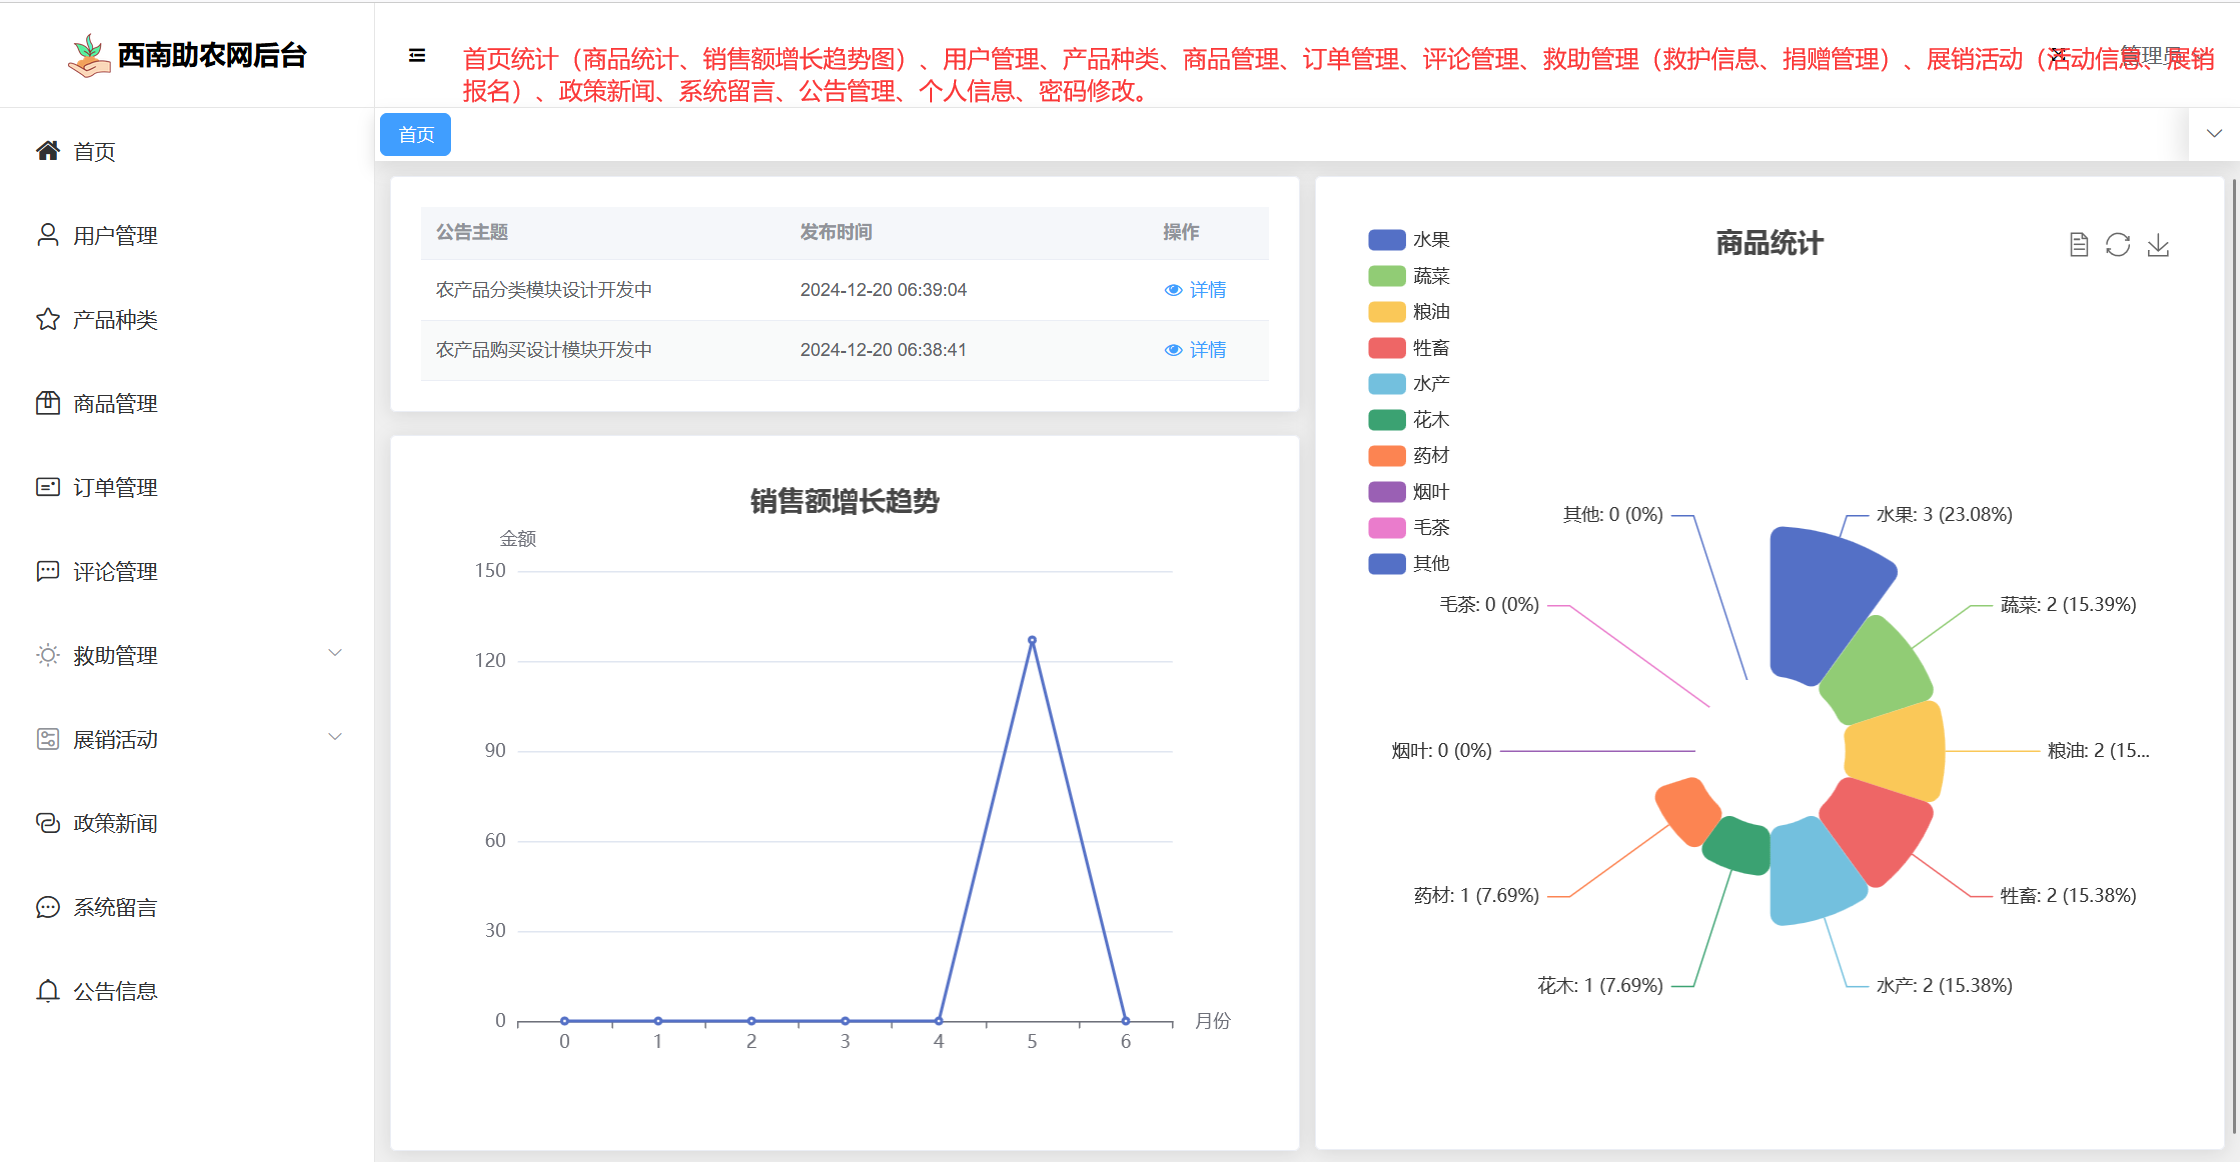 西南助农网后台
首页统计（商品统计、销售额增长趋势图）、用户管理、产品种类、商品管理、订单管理、评论管理、救助管理（救护信息、捐赠管理）、展销活动（活动信息、展销
报名）、政策新闻、系统留言、公告管理、个人信息、密码修改。
管理员
首页
首页
用户管理
产品种类
商品管理
订单管理
评论管理
救助管理
展销活动
政策新闻
系统留言
公告信息
公告主题 发布时间 操作
农产品分类模块设计开发中 2024-12-20 06:39:04 详情
农产品购买设计模块开发中 2024-12-20 06:38:41 详情
销售额增长趋势
金额
150
120
90
60
30
0
0 1 2 3 4 5 6
月份
商品统计
水果
蔬菜
粮油
牲畜
水产
花木
药材
烟叶
毛茶
其他
其他: 0 (0%)
水果: 3 (23.08%)
毛茶: 0 (0%)
蔬菜: 2 (15.39%)
烟叶: 0 (0%)
粮油: 2 (15...
药材: 1 (7.69%)
牲畜: 2 (15.38%)
花木: 1 (7.69%)
水产: 2 (15.38%)